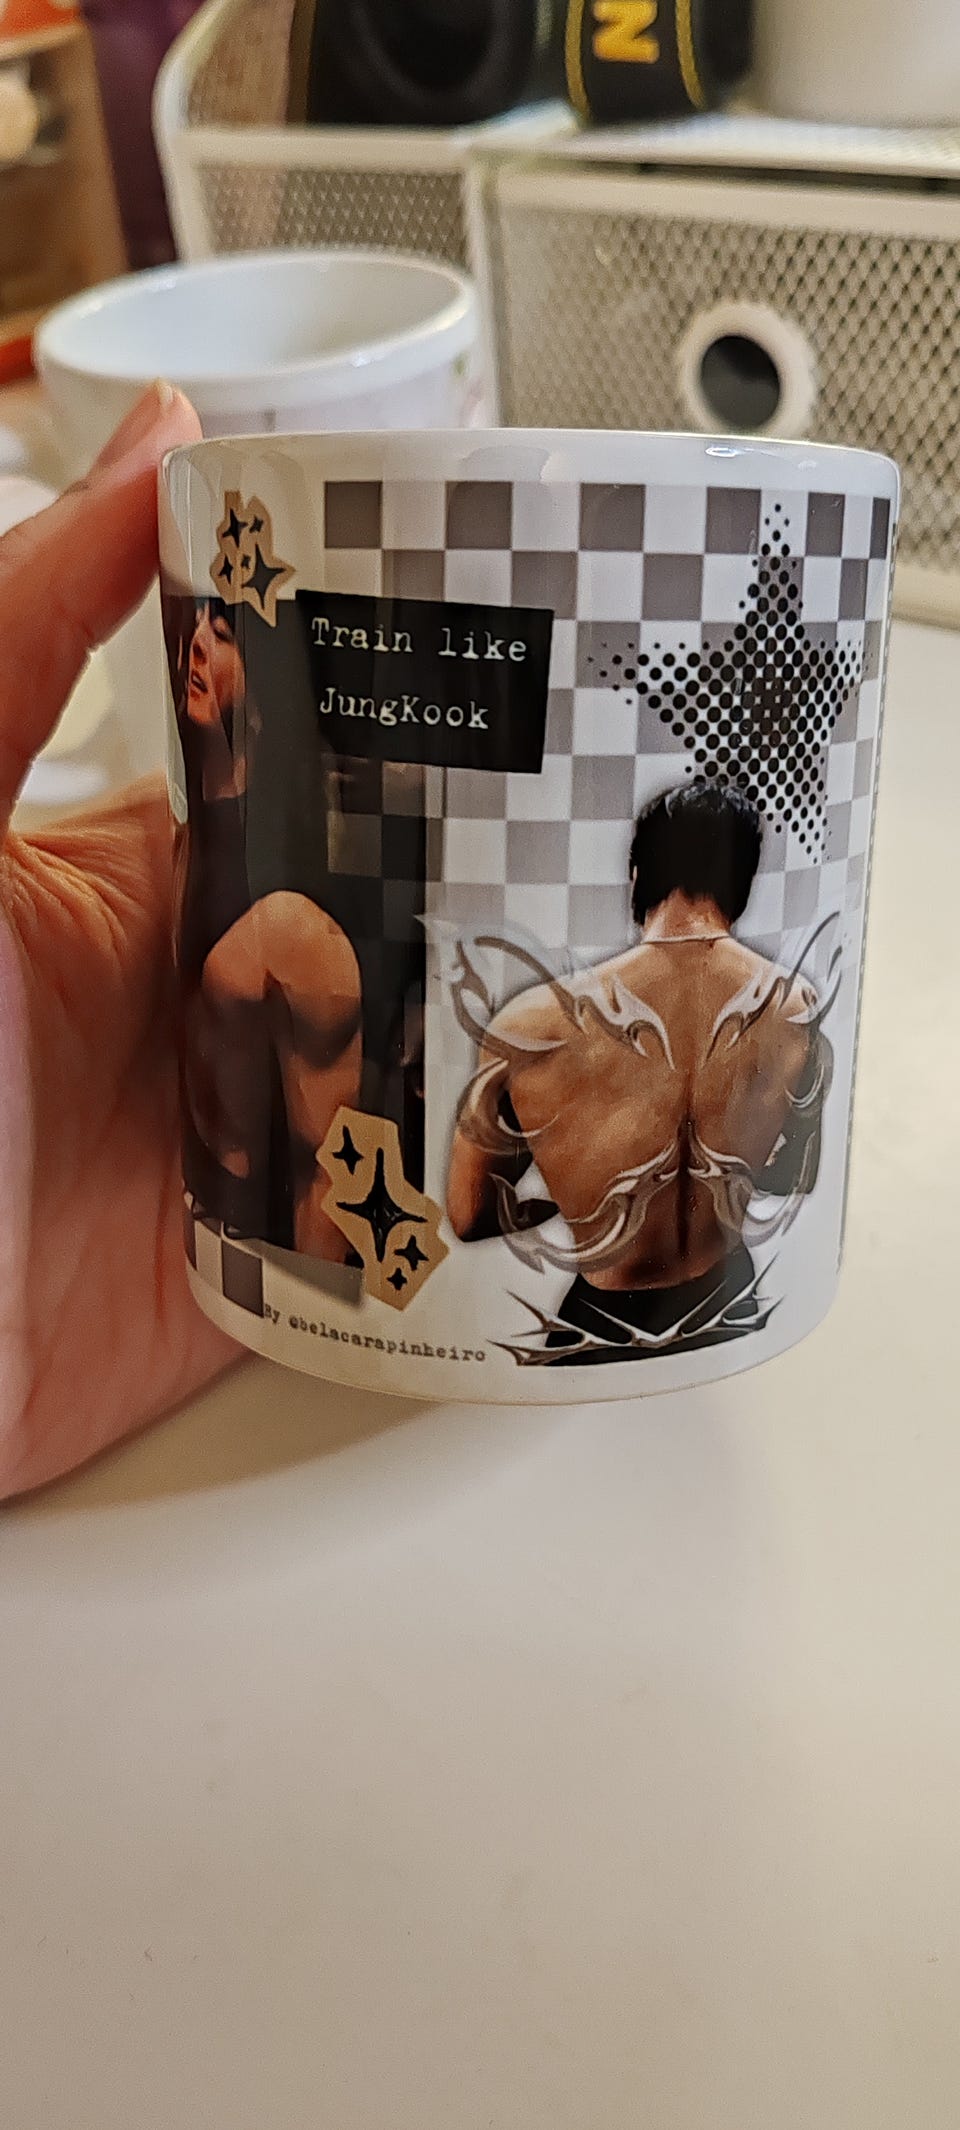 N
Train like
JungKook
By @belacarapinheiro